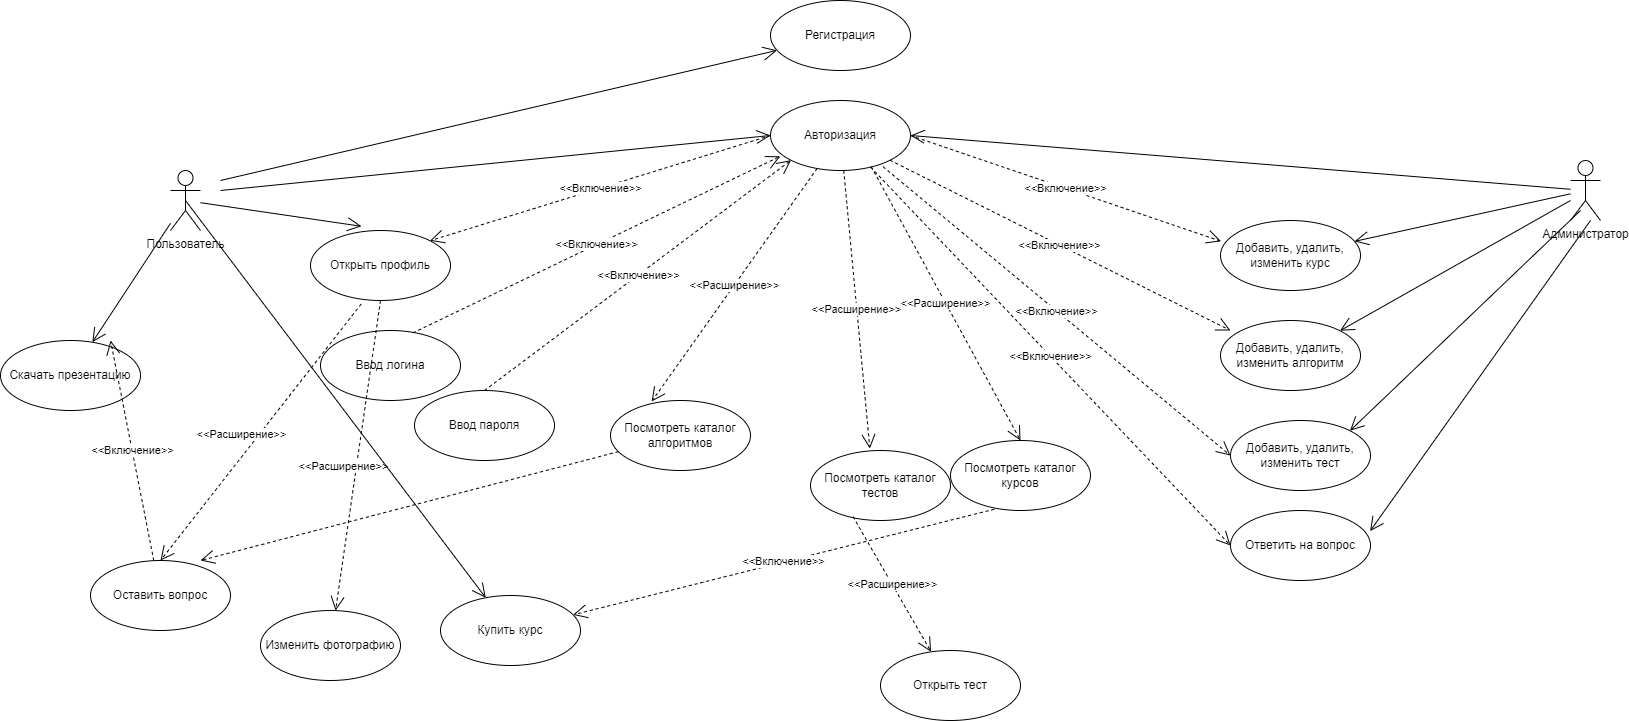 Регистрация
Авторизация
<<Включение>>
<<Включение>>
Пользователь
Администратор
<<Включение>>
<<Включение>>
Добавить, удалить,
изменить курс
Открыть профиль
<<Включение>>
<<Расширение>>
<<Расширение>>
<<Расширение>>
<<Включение>>
<<Включение>>
Добавить, удалить,
изменить алгоритм
Ввод логина
Скачать презентацию
Ввод пароля
Посмотреть каталог
алгоритмов
<<Расширение>>
<<Включение>>
<<Расширение>>
Посмотреть каталог
тестов
Посмотреть каталог
курсов
Добавить, удалить,
изменить тест
Ответить на вопрос
<<Включение>>
<<Расширение>>
Оставить вопрос
Купить курс
Изменить фотографию
Открыть тест